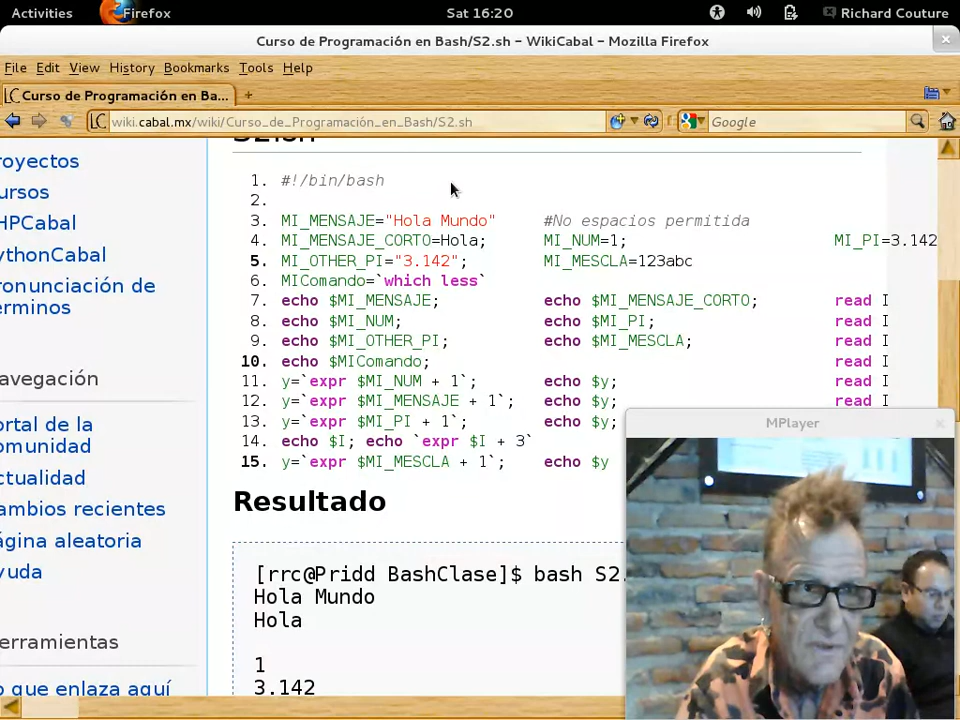 Activities Firefox Sat 16:20 Richard Couture
Curso de Programación en Bash/S2.sh - WikiCabal - Mozilla Firefox
File Edit View History Bookmarks Tools Help
Curso de Programación en Ba...
wiki.cabal.mx/wiki/Curso_de_Programación_en_Bash/S2.sh Google
S2.sh
royectos
ursos
HPCabal
ythonCabal
ronunciación de
erminos
avegación
ortal de la
omunidad
ctualidad
ambios recientes
ágina aleatoria
yuda
erramientas
o que enlaza aquí
1. #!/bin/bash
2.
3. MI_MENSAJE="Hola Mundo" #No espacios permitida
4. MI_MENSAJE_CORTO=Hola; MI_NUM=1; MI_PI=3.142
5. MI_OTHER_PI="3.142"; MI_MESCLA=123abc
6. MIComando=`which less`
7. echo $MI_MENSAJE; echo $MI_MENSAJE_CORTO; read I
8. echo $MI_NUM; echo $MI_PI; read I
9. echo $MI_OTHER_PI; echo $MI_MESCLA; read I
10. echo $MIComando; read I
11. y=`expr $MI_NUM + 1`; echo $y; read I
12. y=`expr $MI_MENSAJE + 1`; echo $y; read I
13. y=`expr $MI_PI + 1`; echo $y;
14. echo $I; echo `expr $I + 3`
15. y=`expr $MI_MESCLA + 1`; echo $y
Resultado
[rrc@Pridd BashClase]$ bash S2.
Hola Mundo
Hola
1
3.142
MPlayer